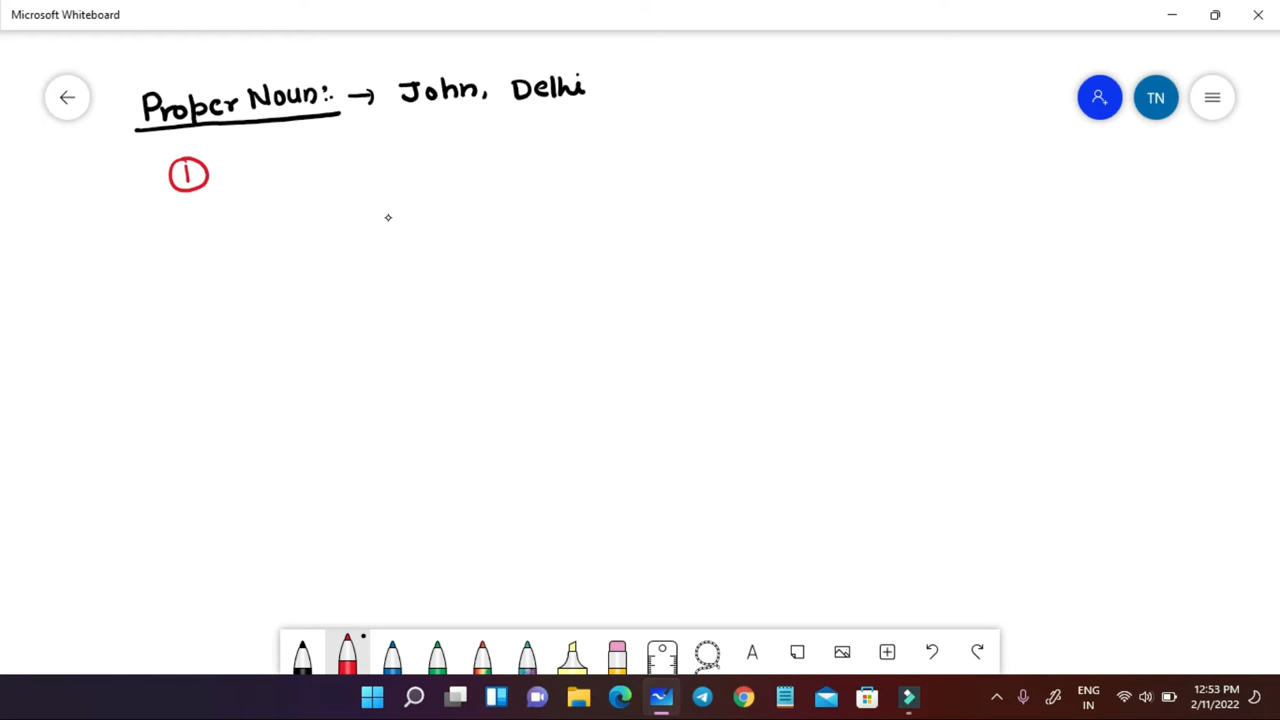 Microsoft Whiteboard
Proper Noun:- → John, Delhi
TN
1
A
ENG
IN
12:53 PM
2/11/2022